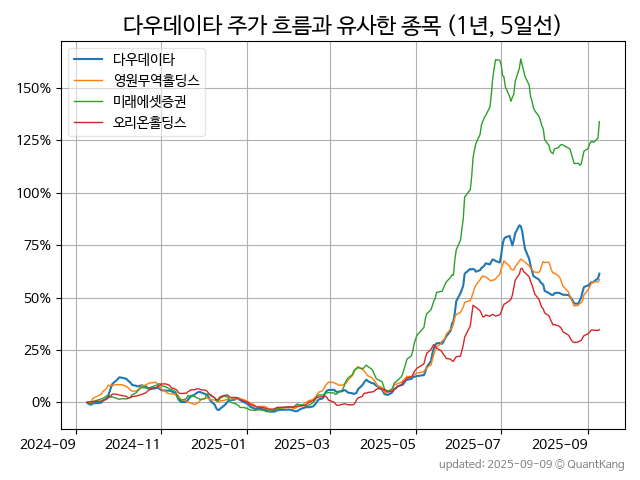 다우데이타 주가 흐름과 유사한 종목 (1년, 5일선)
다우데이타
영원무역홀딩스
미래에셋증권
오리온홀딩스
150%
125%
100%
75%
50%
25%
0%
2024-09 2024-11 2025-01 2025-03 2025-05 2025-07 2025-09
updated: 2025-09-09 © QuantKang